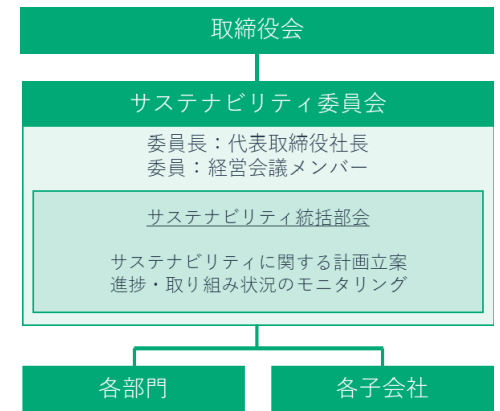 取締役会
サステナビリティ委員会
委員長：代表取締役社長
委員：経営会議メンバー
サステナビリティ統括部会
サステナビリティに関する計画立案
進捗・取り組み状況のモニタリング
各部門
各子会社